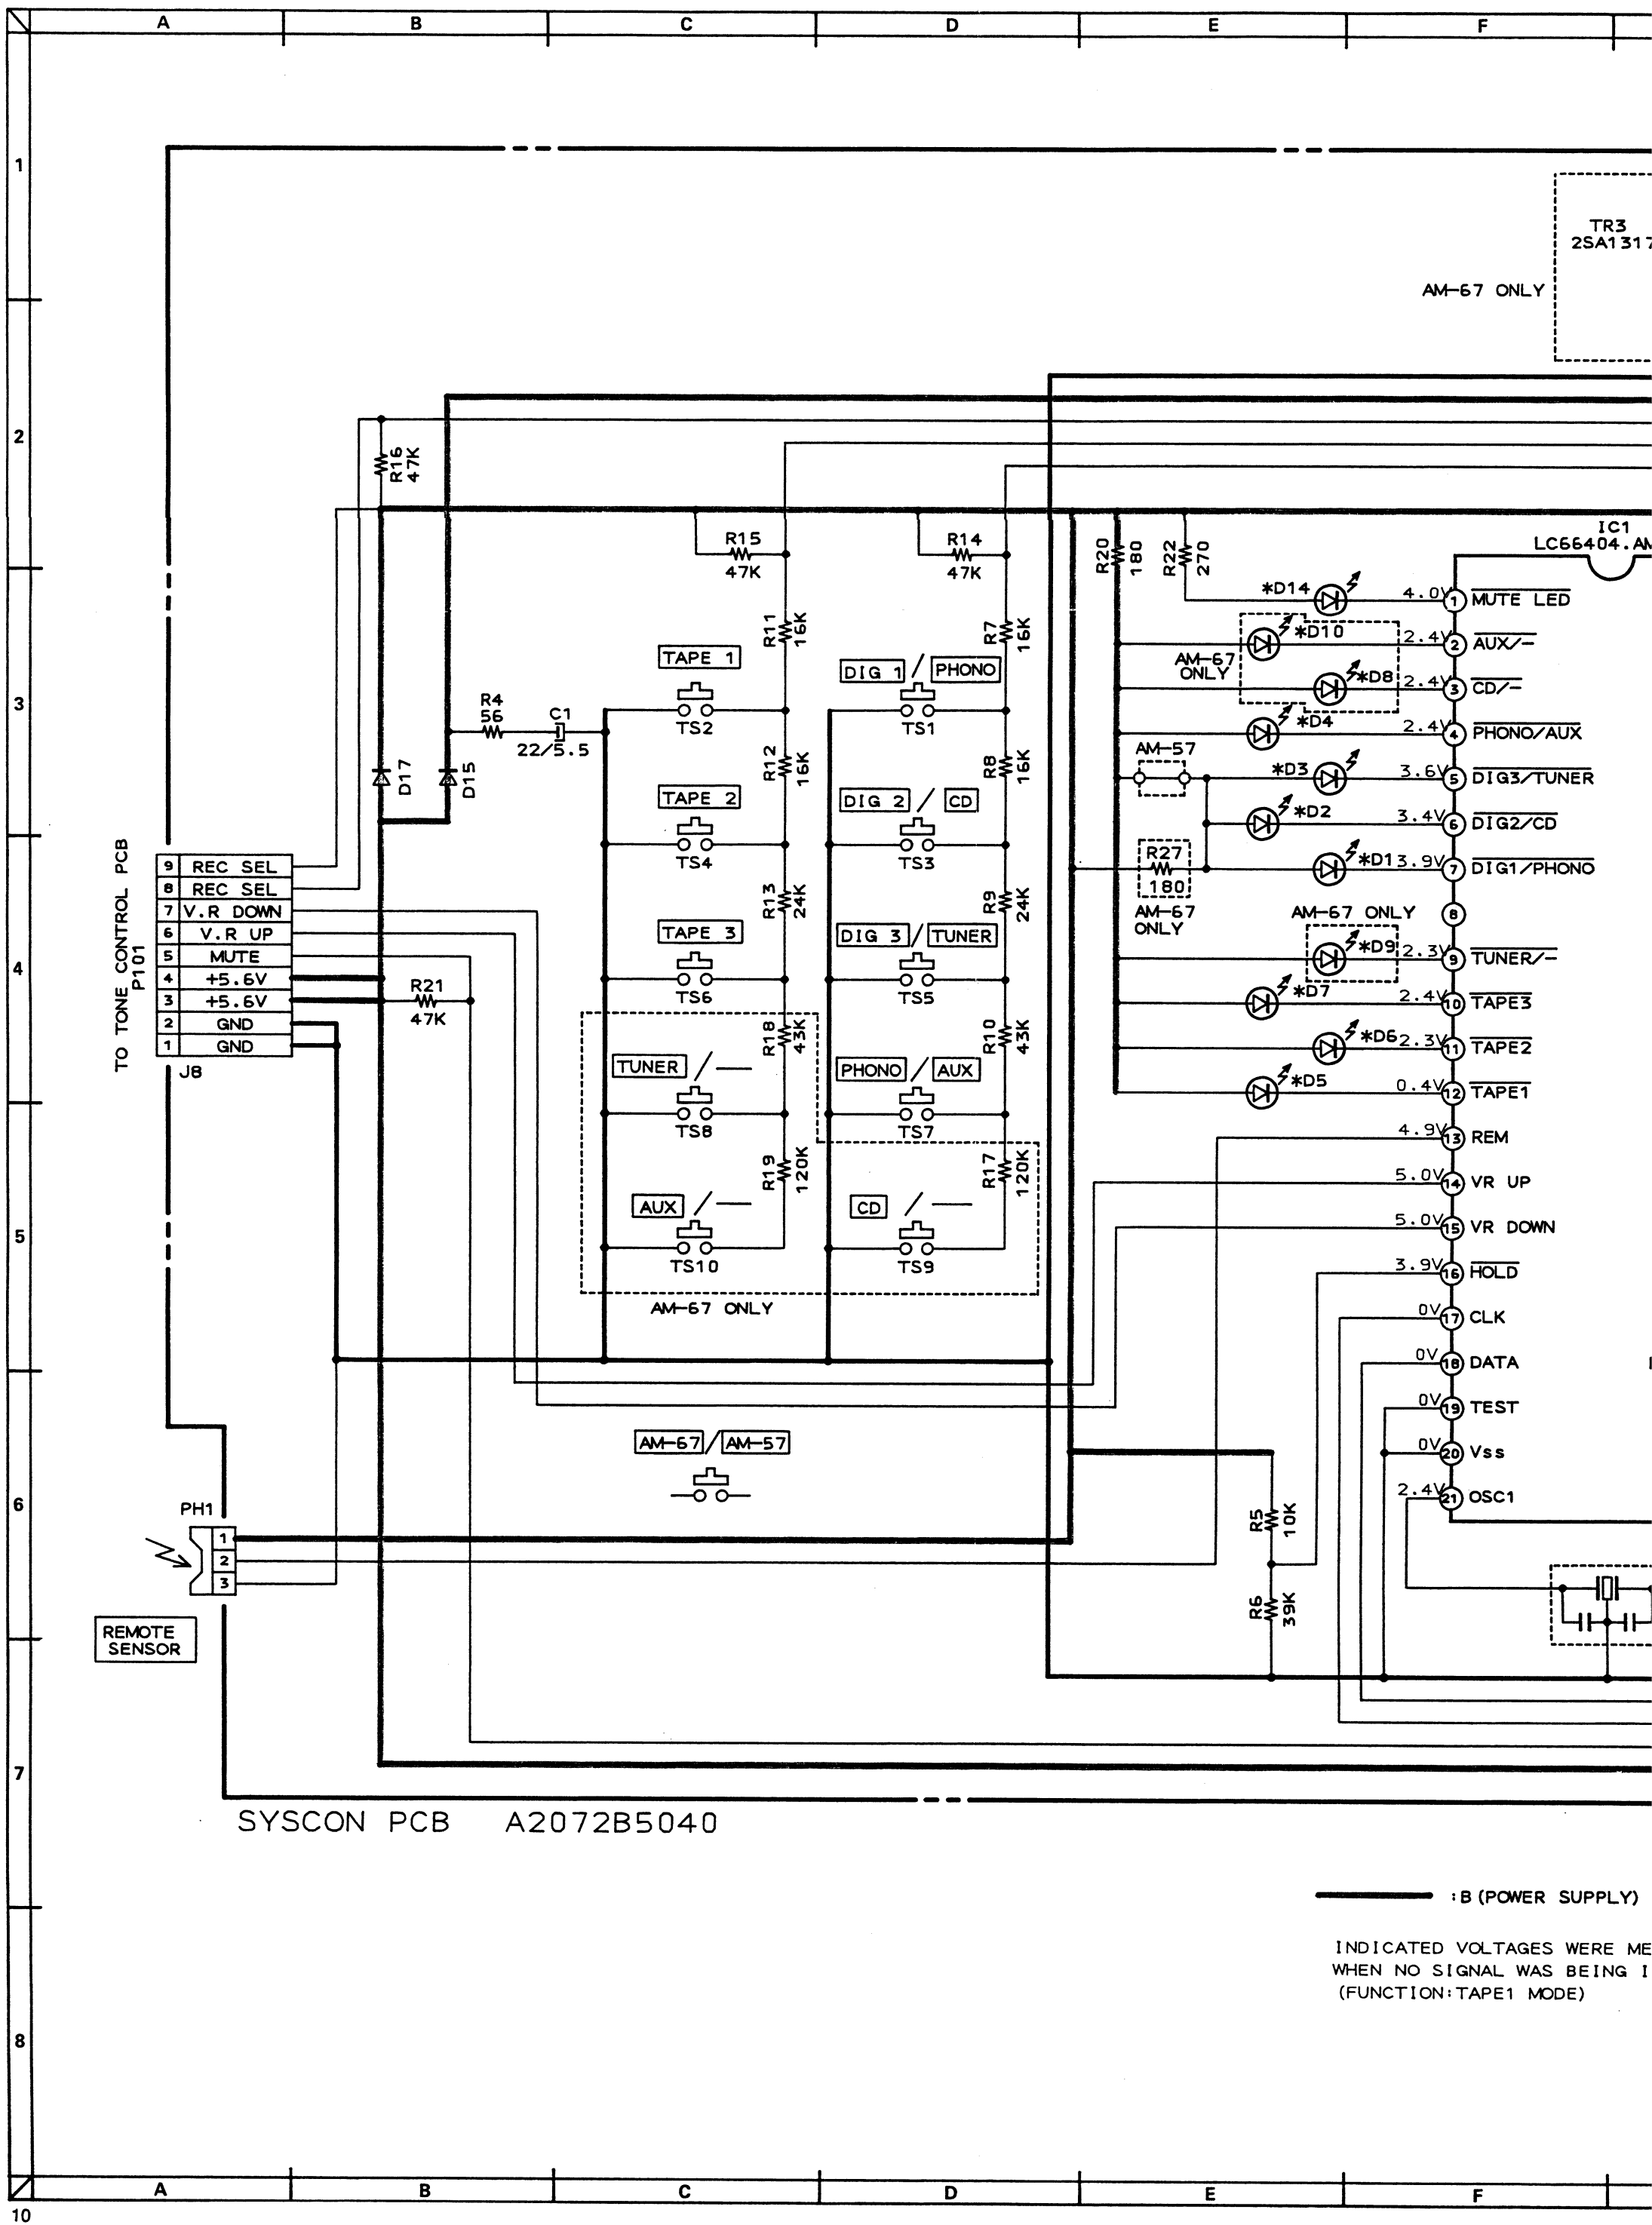 A B C D E F
1
TR3
2SA1317
AM-67 ONLY
2
R16
47K
R15
47K
R14
47K
R20
180
R22
270
IC1
LC66404.AM
*D14
4.0V
1 MUTE LED
R11
16K
R7
16K
*D10
2.4V
2 AUX/-
AM-67
ONLY
TAPE 1
DIG 1 / PHONO
*D8
2.4V
3 CD/-
3
R4
56
C1
22/5.5
TS2
TS1
*D4
2.4V
4 PHONO/AUX
AM-57
R12
16K
R8
16K
D17
D15
*D3
3.6V
5 DIG3/TUNER
TAPE 2
DIG 2 / CD
*D2
3.4V
6 DIG2/CD
TS4
TS3
R27
180
AM-67
ONLY
*D1
3.9V
7 DIG1/PHONO
TO TONE CONTROL PCB
P101
9 REC SEL
8 REC SEL
7 V.R DOWN
6 V.R UP
5 MUTE
4 +5.6V
3 +5.6V
2 GND
1 GND
J8
R13
24K
R9
24K
AM-67 ONLY
8
TAPE 3
DIG 3 / TUNER
*D9
2.3V
9 TUNER/-
4
R21
47K
TS6
TS5
*D7
2.4V
10 TAPE3
R18
43K
R10
43K
*D6
2.3V
11 TAPE2
TUNER / —
PHONO / AUX
*D5
0.4V
12 TAPE1
TS8
TS7
4.9V
13 REM
R19
120K
R17
120K
5.0V
14 VR UP
AUX / —
CD / —
5
5.0V
15 VR DOWN
TS10
TS9
3.9V
16 HOLD
AM-67 ONLY
0V
17 CLK
0V
18 DATA
0V
19 TEST
AM-67/AM-57
0V
20 Vss
6
2.4V
21 OSC1
PH1
1
2
3
R5
10K
R6
39K
REMOTE
SENSOR
7
SYSCON PCB A2072B5040
:B (POWER SUPPLY)
INDICATED VOLTAGES WERE ME
WHEN NO SIGNAL WAS BEING I
(FUNCTION:TAPE1 MODE)
8
A B C D E F
10